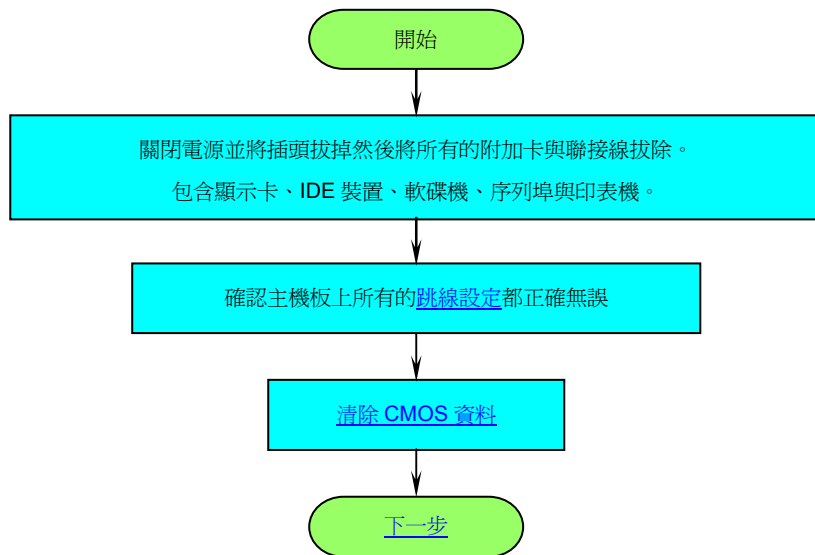 開始
關閉電源並將插頭拔掉然後將所有的附加卡與聯接線拔除。
包含顯示卡、IDE 裝置、軟碟機、序列埠與印表機。
確認主機板上所有的跳線設定都正確無誤
清除 CMOS 資料
下一步